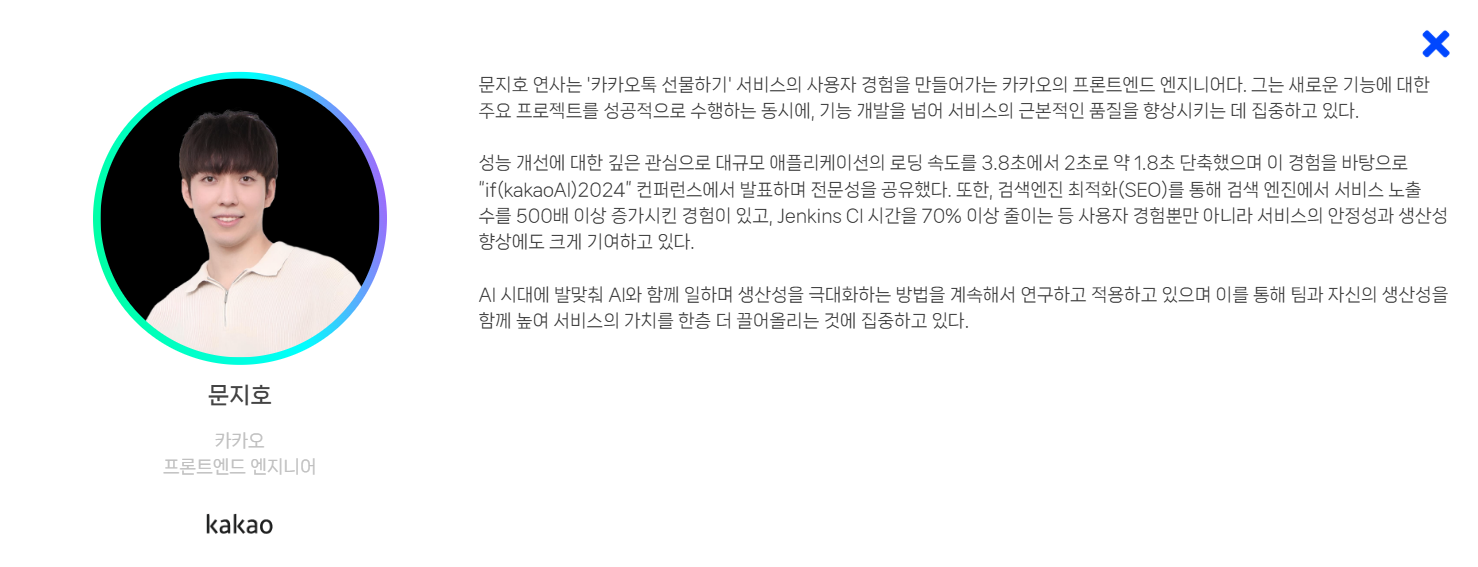 문지호 연사는 '카카오톡 선물하기' 서비스의 사용자 경험을 만들어가는 카카오의 프론트엔드 엔지니어다. 그는 새로운 기능에 대한
주요 프로젝트를 성공적으로 수행하는 동시에, 기능 개발을 넘어 서비스의 근본적인 품질을 향상시키는 데 집중하고 있다.
성능 개선에 대한 깊은 관심으로 대규모 애플리케이션의 로딩 속도를 3.8초에서 2초로 약 1.8초 단축했으며 이 경험을 바탕으로
“if(kakaoAI)2024” 컨퍼런스에서 발표하며 전문성을 공유했다. 또한, 검색엔진 최적화(SEO)를 통해 검색 엔진에서 서비스 노출
수를 500배 이상 증가시킨 경험이 있고, Jenkins CI 시간을 70% 이상 줄이는 등 사용자 경험뿐만 아니라 서비스의 안정성과 생산성
향상에도 크게 기여하고 있다.
AI 시대에 발맞춰 AI와 함께 일하며 생산성을 극대화하는 방법을 계속해서 연구하고 적용하고 있으며 이를 통해 팀과 자신의 생산성을
함께 높여 서비스의 가치를 한층 더 끌어올리는 것에 집중하고 있다.
문지호
카카오
프론트엔드 엔지니어
kakao